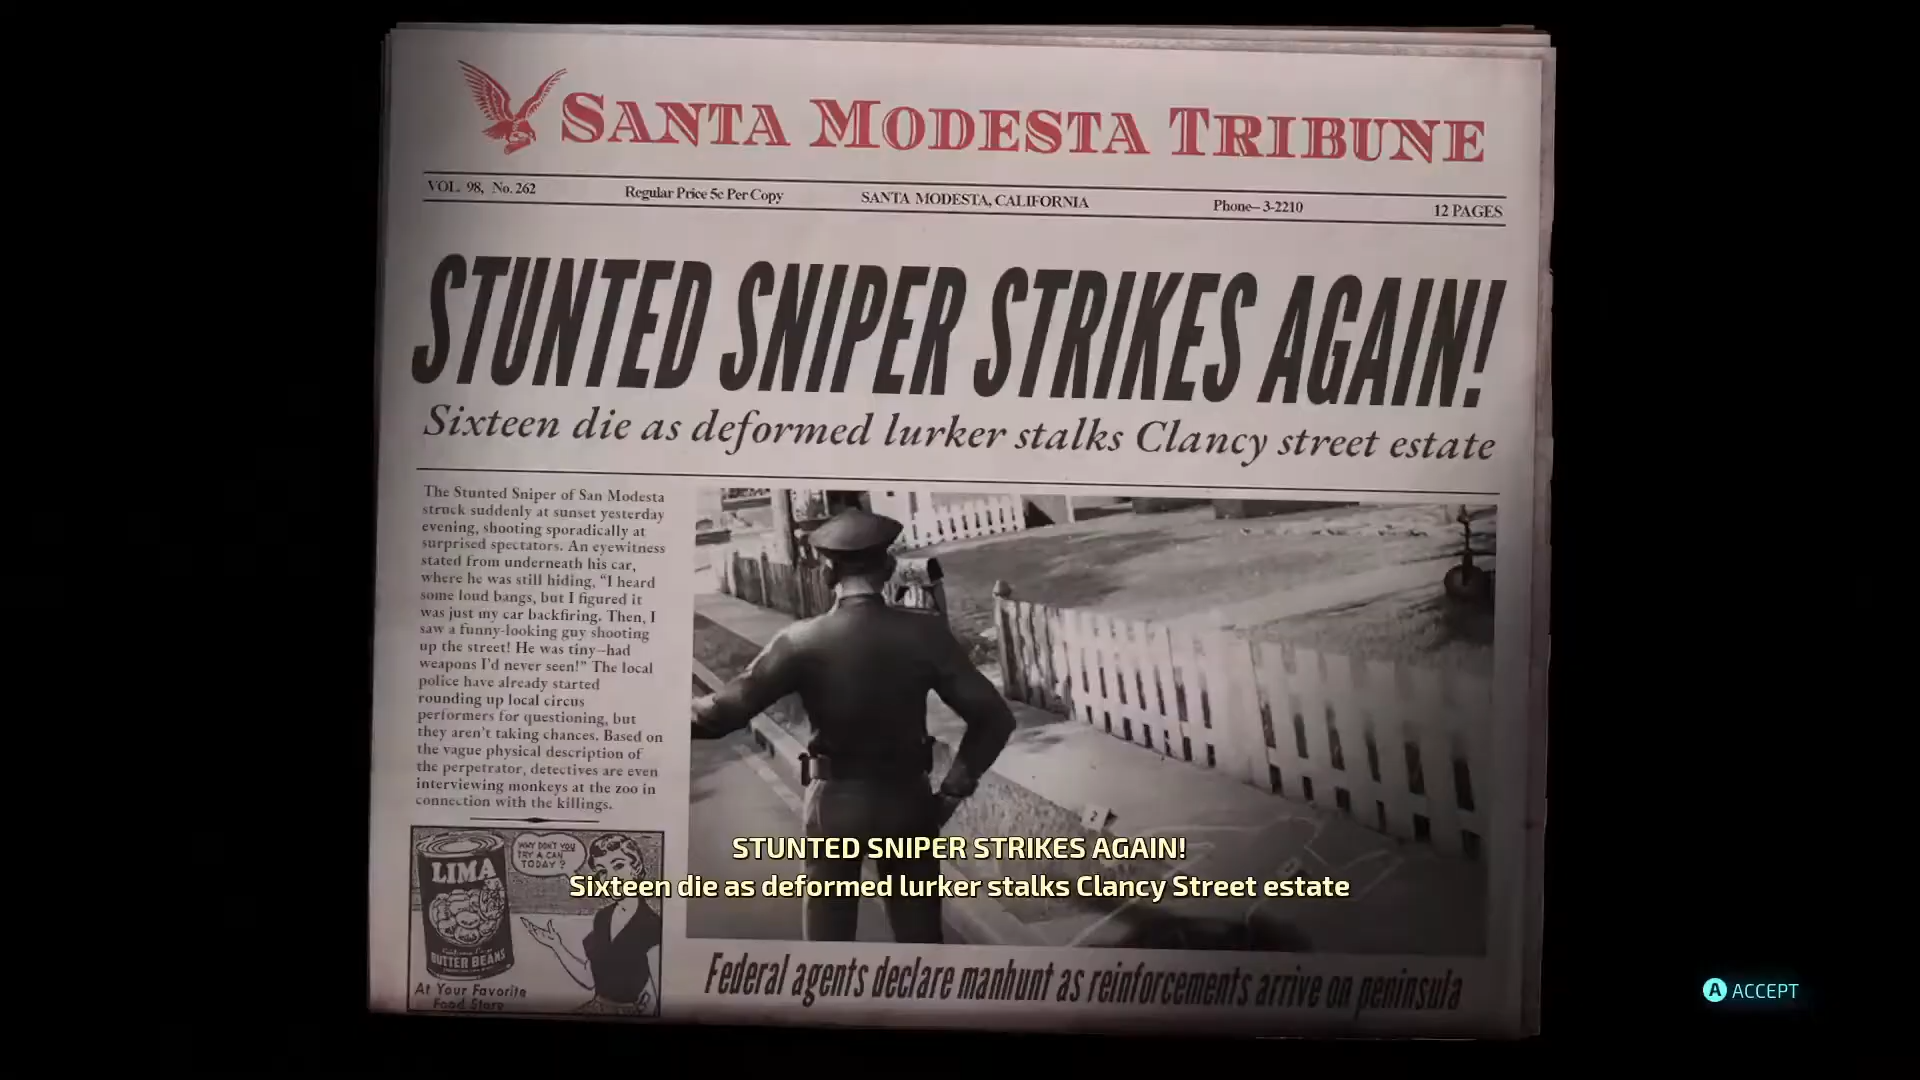 SANTA MODESTA TRIBUNE
VOL. 98, No. 262 Regular Price 5c Per Copy SANTA MODESTA, CALIFORNIA Phone—3-2210 12 PAGES
STUNTED SNIPER STRIKES AGAIN!
Sixteen die as deformed lurker stalks Clancy street estate
The Stunted Sniper of San Modesta
struck suddenly at sunset yesterday
evening, shooting sporadically at
surprised spectators. An eyewitness
stated from underneath his car,
where he was still hiding, “I heard
some loud bangs, but I figured it
was just my car backfiring. Then, I
saw a funny-looking guy shooting
up the street! He was tiny—had
weapons I'd never seen!” The local
police have already started
rounding up local circus
performers for questioning, but
they aren't taking chances. Based on
the vague physical description of
the perpetrator, detectives are even
interviewing monkeys at the zoo in
connection with the killings.
LIMA
BUTTER BEANS
WHY DON'T YOU
TRY A CAN
TODAY?
At Your Favorite
Food Store
2
STUNTED SNIPER STRIKES AGAIN!
Sixteen die as deformed lurker stalks Clancy Street estate
Federal agents declare manhunt as reinforcements arrive on peninsula
A ACCEPT